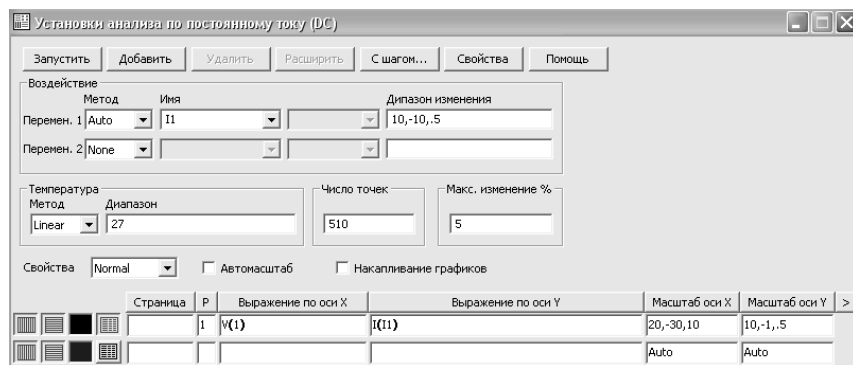 Установки анализа по постоянному току (DC)
Запустить Добавить Удалить Расширить С шагом... Свойства Помощь
Воздействие
Метод Имя Дипазон изменения
Перемен. 1 Auto I1 10,-10,.5
Перемен. 2 None
Температура Число точек Макс. изменение %
Метод Диапазон
Linear 27 510 5
Свойства Normal Автомасштаб Накапливание графиков
Страница P Выражение по оси X Выражение по оси Y Масштаб оси X Масштаб оси Y >
1 V(1) I(I1) 20,-30,10 10,-1,.5
Auto Auto